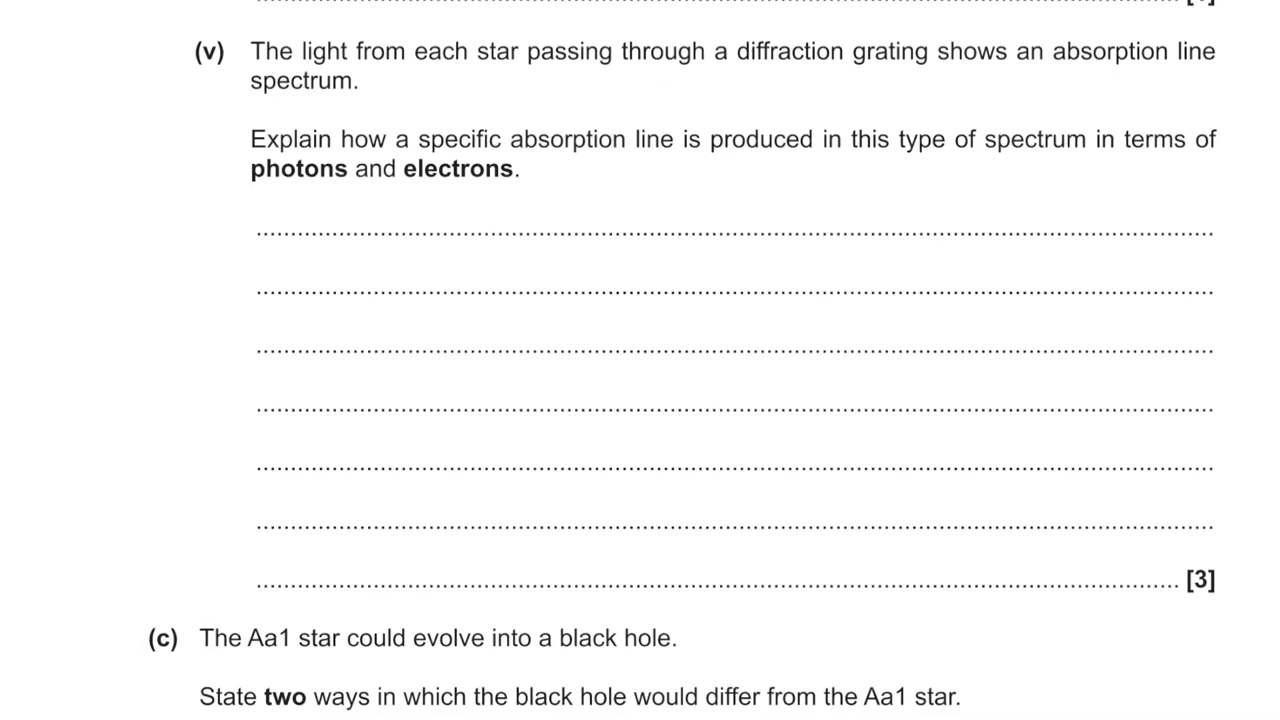 (v) The light from each star passing through a diffraction grating shows an absorption line
spectrum.
Explain how a specific absorption line is produced in this type of spectrum in terms of
photons and electrons.
[3]
(c) The Aa1 star could evolve into a black hole.
State two ways in which the black hole would differ from the Aa1 star.